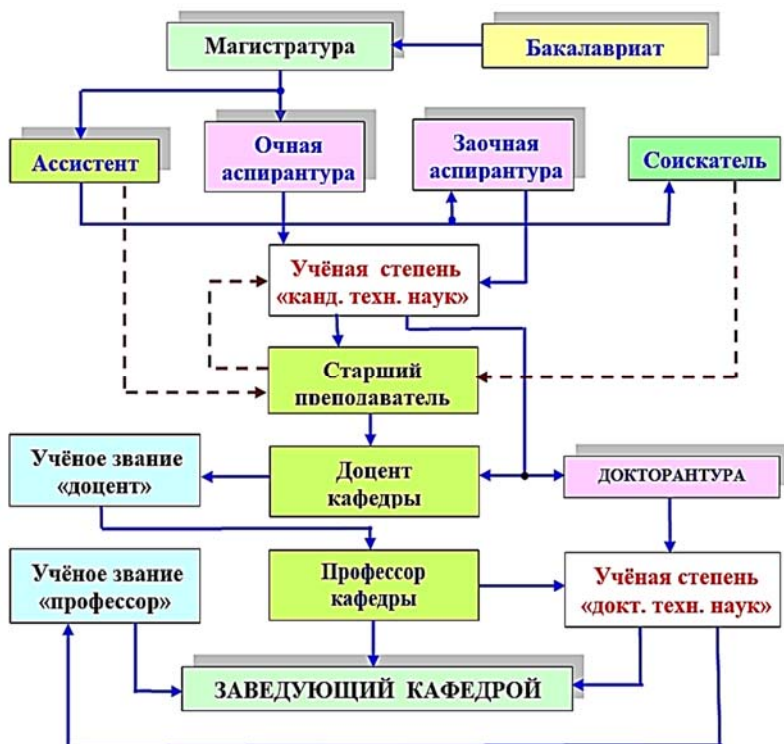 Магистратура
Бакалавриат
Ассистент
Очная
аспирантура
Заочная
аспирантура
Соискатель
Учёная степень
«канд. техн. наук»
Старший
преподаватель
Учёное звание
«доцент»
Доцент
кафедры
ДОКТОРАНТУРА
Учёное звание
«профессор»
Профессор
кафедры
Учёная степень
«докт. техн. наук»
ЗАВЕДУЮЩИЙ КАФЕДРОЙ